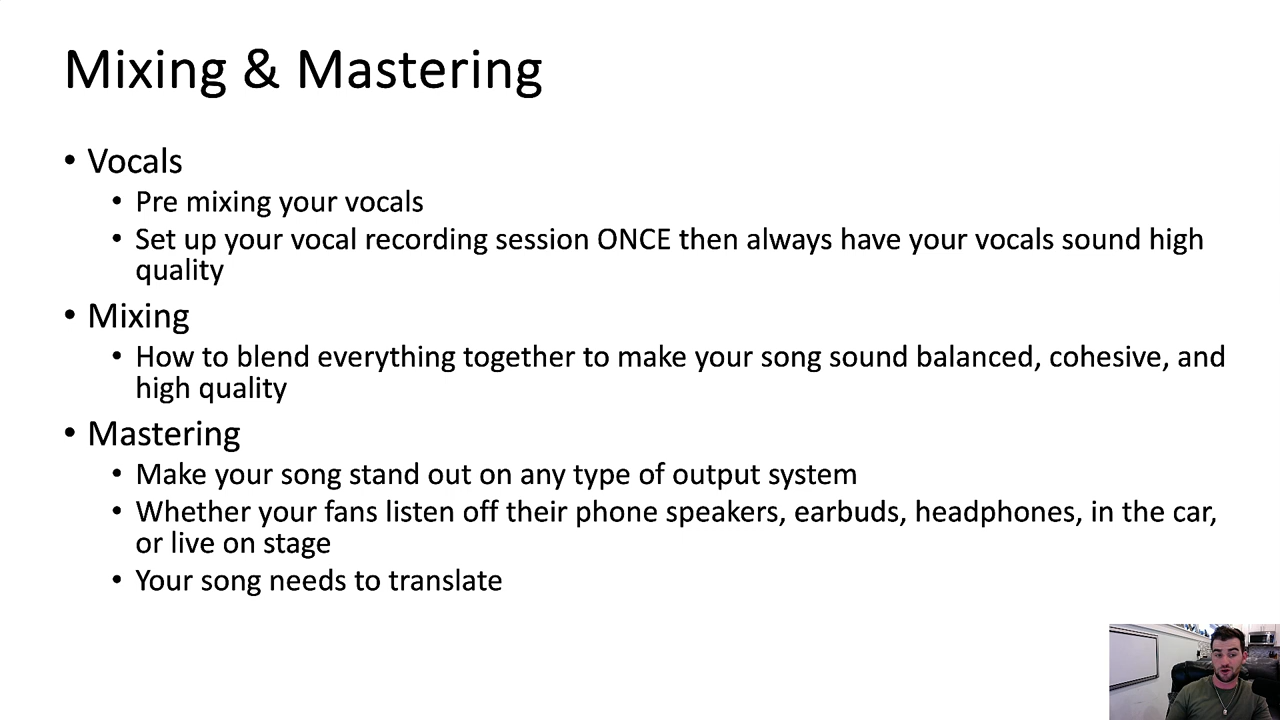 Mixing & Mastering
• Vocals
• Pre mixing your vocals
• Set up your vocal recording session ONCE then always have your vocals sound high
quality
• Mixing
• How to blend everything together to make your song sound balanced, cohesive, and
high quality
• Mastering
• Make your song stand out on any type of output system
• Whether your fans listen off their phone speakers, earbuds, headphones, in the car,
or live on stage
• Your song needs to translate